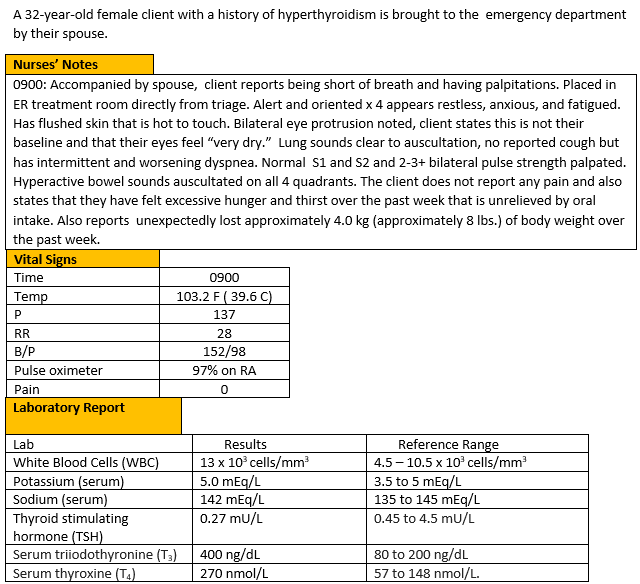 A 32-year-old female client with a history of hyperthyroidism is brought to the emergency department
by their spouse.
Nurses' Notes
0900: Accompanied by spouse, client reports being short of breath and having palpitations. Placed in
ER treatment room directly from triage. Alert and oriented x 4 appears restless, anxious, and fatigued.
Has flushed skin that is hot to touch. Bilateral eye protrusion noted, client states this is not their
baseline and that their eyes feel “very dry.” Lung sounds clear to auscultation, no reported cough but
has intermittent and worsening dyspnea. Normal S1 and S2 and 2-3+ bilateral pulse strength palpated.
Hyperactive bowel sounds auscultated on all 4 quadrants. The client does not report any pain and also
states that they have felt excessive hunger and thirst over the past week that is unrelieved by oral
intake. Also reports unexpectedly lost approximately 4.0 kg (approximately 8 lbs.) of body weight over
the past week.
Vital Signs
Time 0900
Temp 103.2 F ( 39.6 C)
P 137
RR 28
B/P 152/98
Pulse oximeter 97% on RA
Pain 0
Laboratory Report
Lab Results Reference Range
White Blood Cells (WBC) 13 x 10³ cells/mm³ 4.5 – 10.5 x 10³ cells/mm³
Potassium (serum) 5.0 mEq/L 3.5 to 5 mEq/L
Sodium (serum) 142 mEq/L 135 to 145 mEq/L
Thyroid stimulating 0.27 mU/L 0.45 to 4.5 mU/L
hormone (TSH)
Serum triiodothyronine (T₃) 400 ng/dL 80 to 200 ng/dL
Serum thyroxine (T₄) 270 nmol/L 57 to 148 nmol/L.